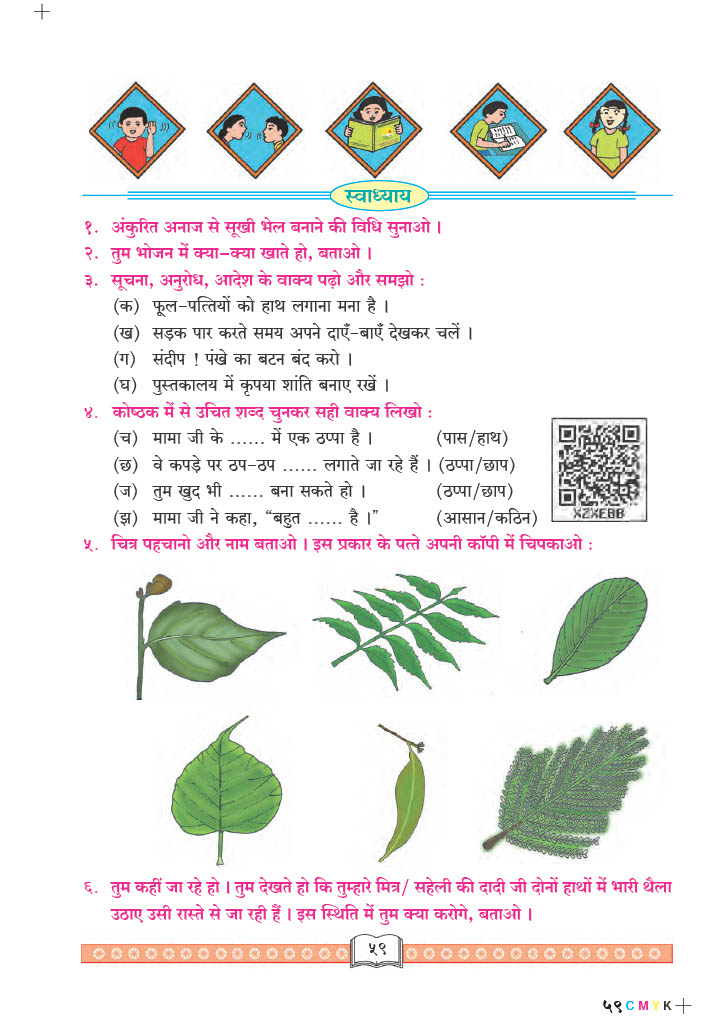 स्वाध्याय
१. अंकुरित अनाज से सूखी भेल बनाने की विधि सुनाओ ।
२. तुम भोजन में क्या-क्या खाते हो, बताओ ।
३. सूचना, अनुरोध, आदेश के वाक्य पढ़ो और समझो :
(क) फूल-पत्तियों को हाथ लगाना मना है ।
(ख) सड़क पार करते समय अपने दाएँ-बाएँ देखकर चलें ।
(ग) संदीप ! पंखे का बटन बंद करो ।
(घ) पुस्तकालय में कृपया शांति बनाए रखें ।
४. कोष्ठक में से उचित शब्द चुनकर सही वाक्य लिखो :
(च) मामा जी के ...... में एक ठप्पा है । (पास/हाथ)
(छ) वे कपड़े पर ठप-ठप ...... लगाते जा रहे हैं । (ठप्पा/छाप)
(ज) तुम खुद भी ...... बना सकते हो । (ठप्पा/छाप)
(झ) मामा जी ने कहा, “बहुत ...... है ।” (आसान/कठिन)
XZXEBB
५. चित्र पहचानो और नाम बताओ । इस प्रकार के पत्ते अपनी कॉपी में चिपकाओ :
६. तुम कहीं जा रहे हो । तुम देखते हो कि तुम्हारे मित्र/ सहेली की दादी जी दोनों हाथों में भारी थैला
उठाए उसी रास्ते से जा रही हैं । इस स्थिति में तुम क्या करोगे, बताओ ।
५९
५९ C M Y K